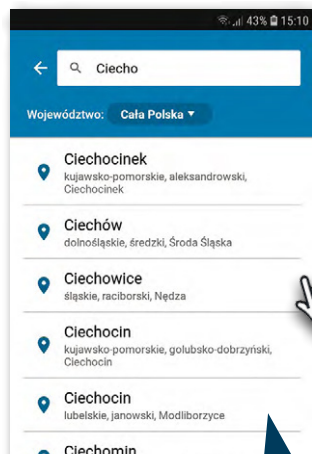 43% 15:10
Ciecho
Województwo: Cała Polska
Ciechocinek
kujawsko-pomorskie, aleksandrowski,
Ciechocinek
Ciechów
dolnośląskie, średzki, Środa Śląska
Ciechowice
śląskie, raciborski, Nędza
Ciechocin
kujawsko-pomorskie, golubsko-dobrzyński,
Ciechocin
Ciechocin
lubelskie, janowski, Modliborzyce
Ciechomin